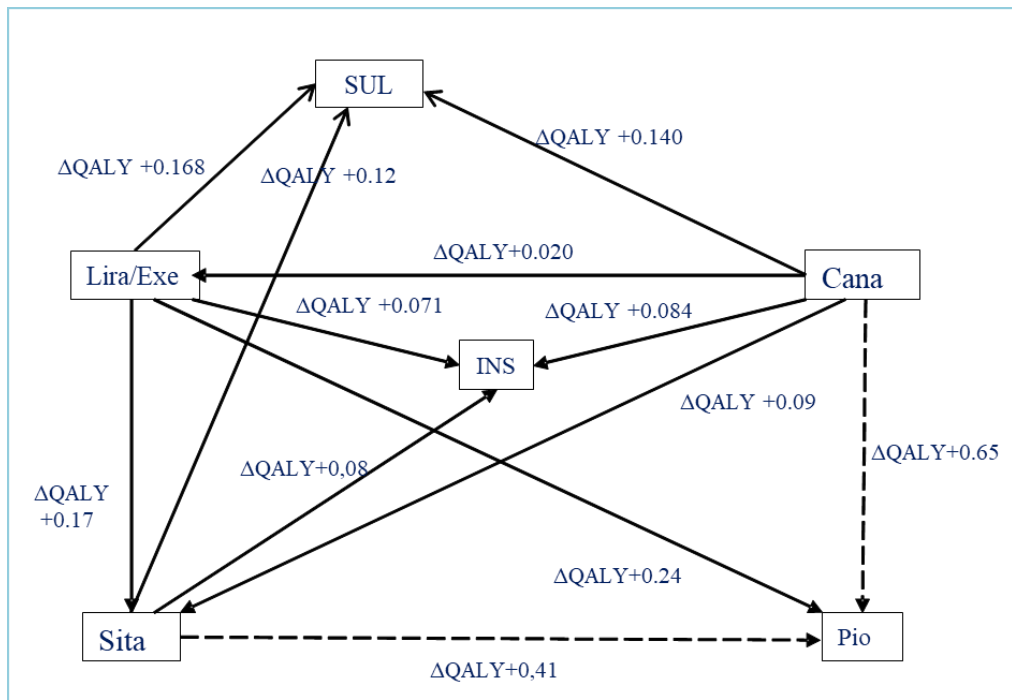 SUL
ΔQALY +0.140
ΔQALY +0.168
ΔQALY +0.12
ΔQALY+0.020
Lira/Exe
Cana
ΔQALY +0.071
ΔQALY +0.084
INS
ΔQALY +0.09
ΔQALY+0.65
ΔQALY+0,08
ΔQALY
+0.17
ΔQALY+0.24
Sita
Pio
ΔQALY+0,41